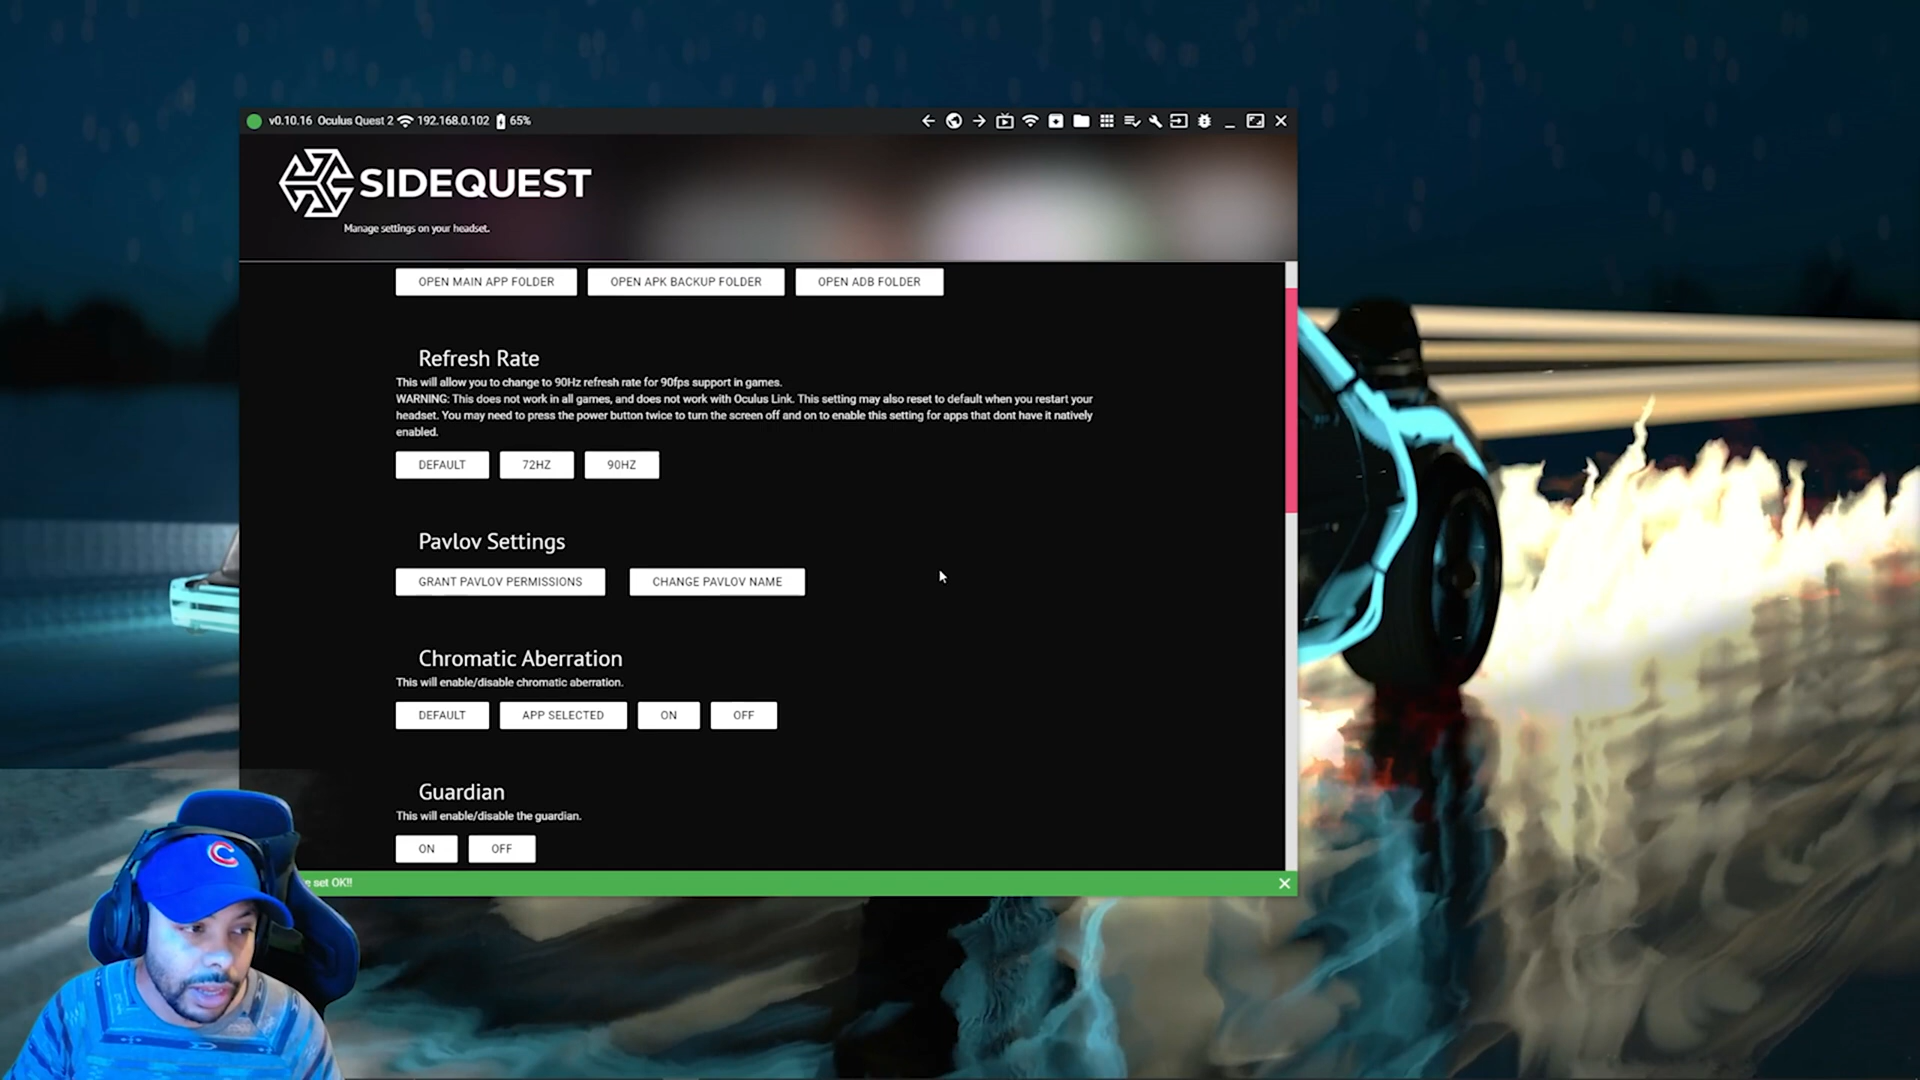 v0.10.16 Oculus Quest 2 192.168.0.102 65%
SIDEQUEST
Manage settings on your headset.
OPEN MAIN APP FOLDER OPEN APK BACKUP FOLDER OPEN ADB FOLDER
Refresh Rate
This will allow you to change to 90Hz refresh rate for 90fps support in games.
WARNING: This does not work in all games, and does not work with Oculus Link. This setting may also reset to default when you restart your
headset. You may need to press the power button twice to turn the screen off and on to enable this setting for apps that dont have it natively
enabled.
DEFAULT 72HZ 90HZ
Pavlov Settings
GRANT PAVLOV PERMISSIONS CHANGE PAVLOV NAME
Chromatic Aberration
This will enable/disable chromatic aberration.
DEFAULT APP SELECTED ON OFF
Guardian
This will enable/disable the guardian.
ON OFF
set OK!!
C